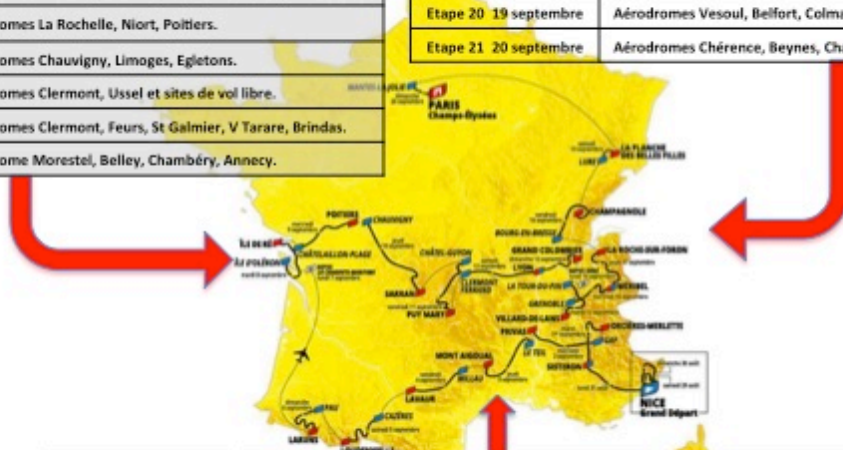 omes La Rochelle, Niort, Poitiers.
omes Chauvigny, Limoges, Egletons.
omes Clermont, Ussel et sites de vol libre.
omes Clermont, Feurs, St Galmier, V Tarare, Brindas.
ome Morestel, Belley, Chambéry, Annecy.
Etape 20 19 septembre Aérodromes Vesoul, Belfort, Colma
Etape 21 20 septembre Aérodromes Chérence, Beynes, Cha
MANTES-LA-JOLIE
PARIS
Champs-Élysées
LA PLANCHE
DES BELLES FILLES
LURE
CHAMPAGNOLE
BOURG-EN-BRESSE
POITIERS
CHAUVIGNY
ÎLE DE RÉ
CHÂTELAILLON-PLAGE
ÎLE D'OLÉRON
CHÂTEL-GUYON
GRAND COLOMBIER
LA ROCHE-SUR-FORON
LYON
CLERMONT
FERRAND
LA TOUR-DU-PIN
MÉRIBEL
SARRAN
PUY MARY
GRENOBLE
VILLARD-DE-LANS
PRIVAS
ORCIÈRES-MERLETTE
GAP
LE TEIL
MONT AIGOUAL
SISTERON
MILLAU
LAVAUR
NICE
Grand Départ
PAU
CAZÈRES
LARUNS